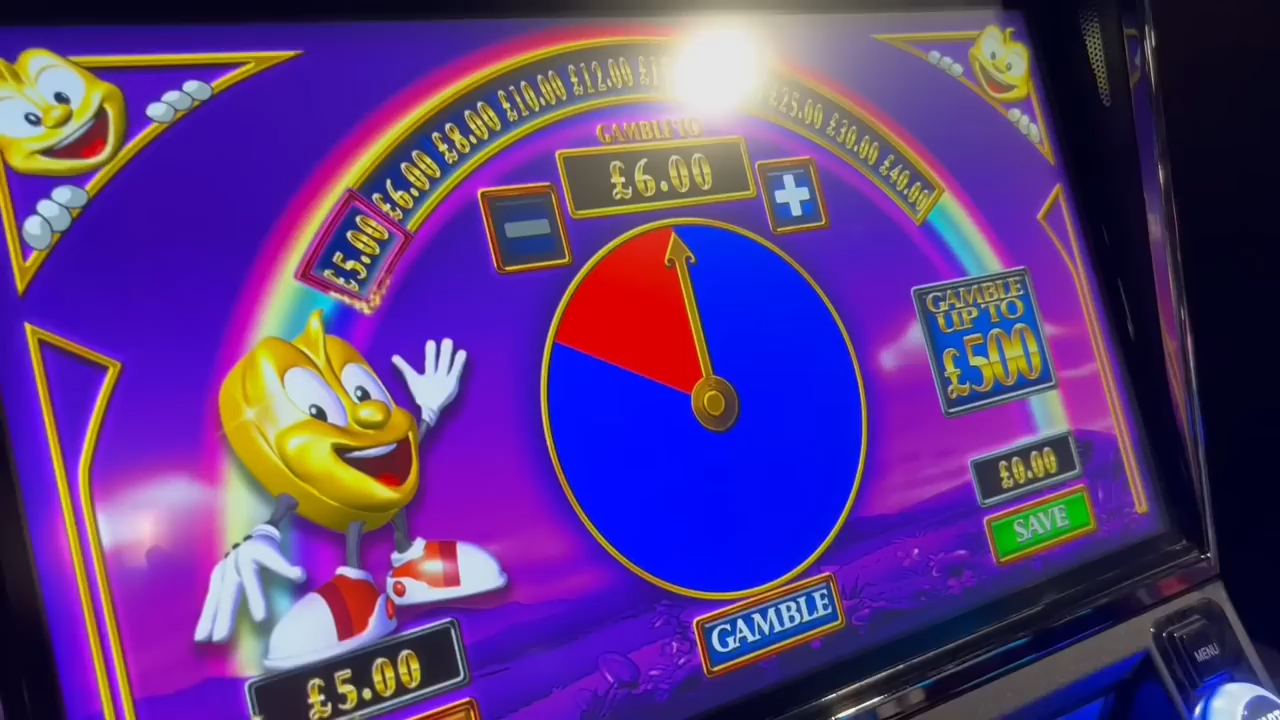 £5.00 £6.00 £8.00 £10.00 £12.00
£25.00 £30.00 £40.00
GAMBLE TO
£6.00
GAMBLE
UP TO
£500
£0.00
SAVE
GAMBLE
£5.00
MENU